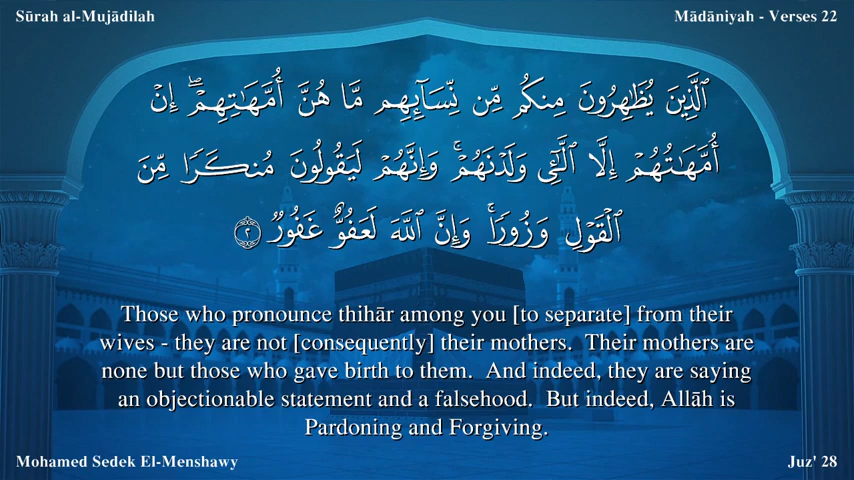 Sūrah al-Mujādilah
Mādāniyah - Verses 22
ٱلَّذِينَ يُظَـٰهِرُونَ مِنكُم مِّن نِّسَآئِهِم مَّا هُنَّ أُمَّهَـٰتِهِمْ ۖ إِنْ
أُمَّهَـٰتُهُمْ إِلَّا ٱلَّـٰٓـِٔى وَلَدْنَهُمْ ۚ وَإِنَّهُمْ لَيَقُولُونَ مُنكَرًا مِّنَ
ٱلْقَوْلِ وَزُورًا ۚ وَإِنَّ ٱللَّهَ لَعَفُوٌّ غَفُورٌ ٢
Those who pronounce thihār among you [to separate] from their
wives - they are not [consequently] their mothers.  Their mothers are
none but those who gave birth to them.  And indeed, they are saying
an objectionable statement and a falsehood.  But indeed, Allāh is
Pardoning and Forgiving.
Mohamed Sedek El-Menshawy
Juz' 28